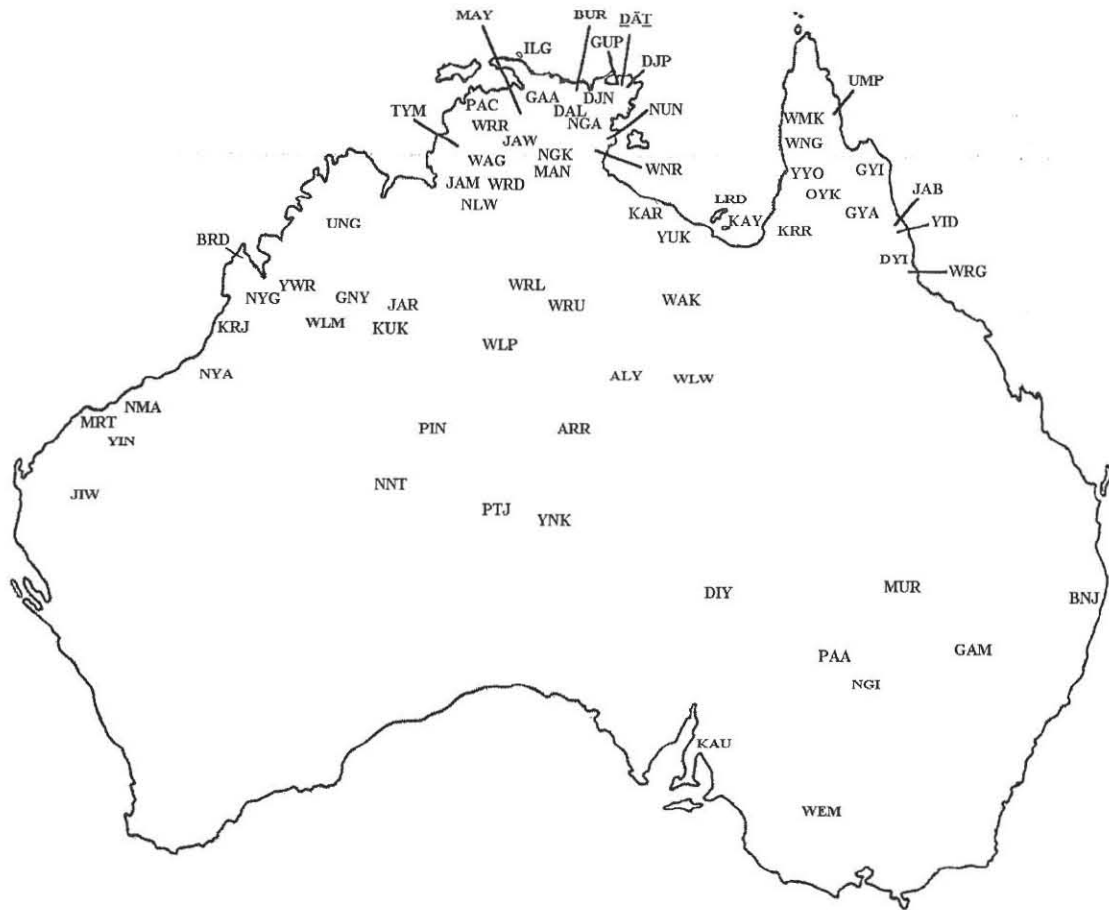 MAY BUR DÄT
ILG GUP
DJP
UMP
TYM PAC GAA DJN
DAL NUN
WRR NGA WMK
JAW WNG
WAG NGK GYI
WNR
JAM WRD MAN YYO
OYK JAB
NLW LRD
KAR KAY GYA
UNG KRR YID
YUK
BRD
DYI WRG
YWR WRL
NYG GNY JAR WRU WAK
KRJ WLM KUK
WLP
NYA ALY WLW
NMA
MRT PIN ARR
YIN
JIW NNT
PTJ YNK
DIY MUR BNJ
PAA GAM
NGI
KAU
WEM